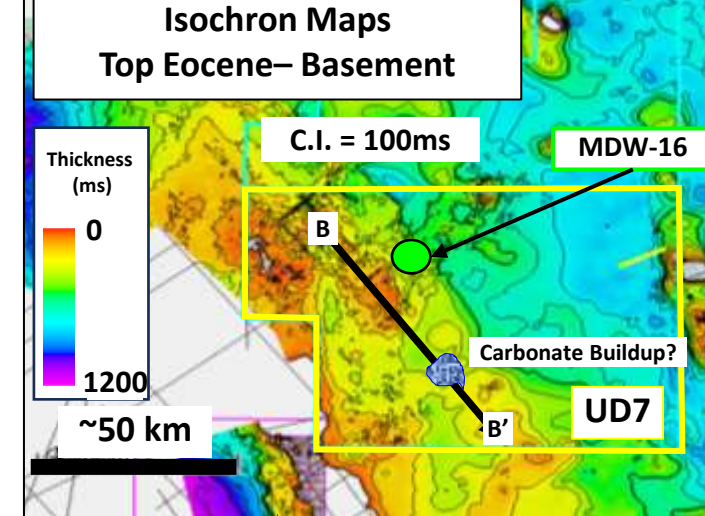 Isochron Maps
Top Eocene– Basement
C.I. = 100ms
MDW-16
Thickness
(ms)
0
1200
B
Carbonate Buildup?
UD7
~50 km
B’